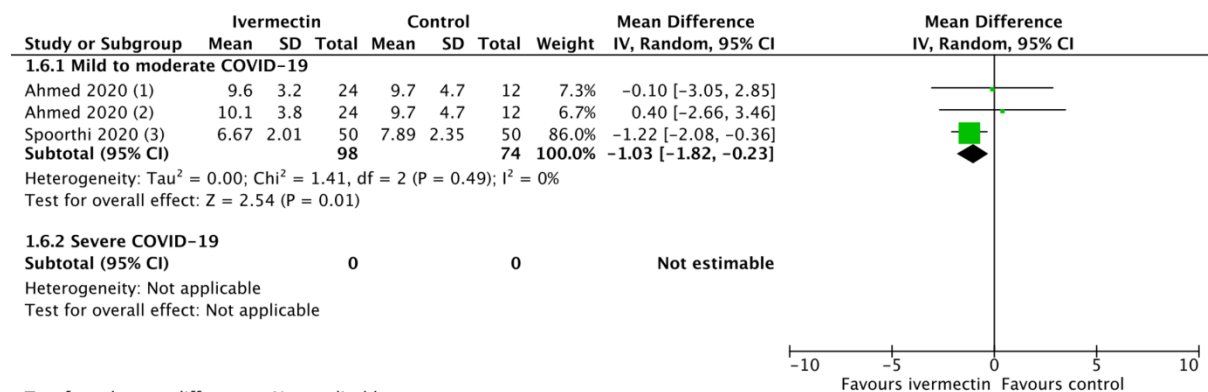 Ivermectin Control Mean Difference Mean Difference
Study or Subgroup Mean SD Total Mean SD Total Weight IV, Random, 95% CI IV, Random, 95% CI
1.6.1 Mild to moderate COVID-19
Ahmed 2020 (1) 9.6 3.2 24 9.7 4.7 12 7.3% -0.10 [-3.05, 2.85]
Ahmed 2020 (2) 10.1 3.8 24 9.7 4.7 12 6.7% 0.40 [-2.66, 3.46]
Spoorthi 2020 (3) 6.67 2.01 50 7.89 2.35 50 86.0% -1.22 [-2.08, -0.36]
Subtotal (95% CI) 98 74 100.0% -1.03 [-1.82, -0.23]
Heterogeneity: Tau² = 0.00; Chi² = 1.41, df = 2 (P = 0.49); I² = 0%
Test for overall effect: Z = 2.54 (P = 0.01)
1.6.2 Severe COVID-19
Subtotal (95% CI) 0 0 Not estimable
Heterogeneity: Not applicable
Test for overall effect: Not applicable
-10 -5 0 5 10
Favours ivermectin Favours control